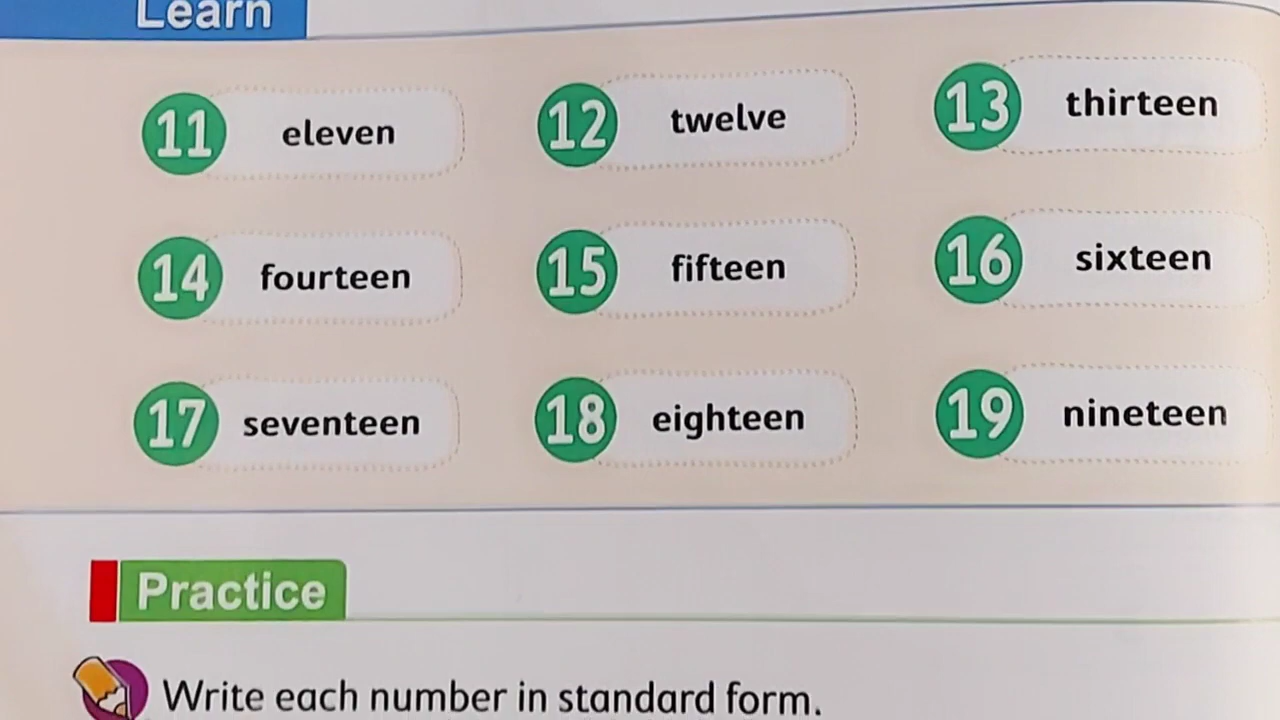 Learn
11 eleven 12 twelve 13 thirteen
14 fourteen 15 fifteen 16 sixteen
17 seventeen 18 eighteen 19 nineteen
Practice
Write each number in standard form.